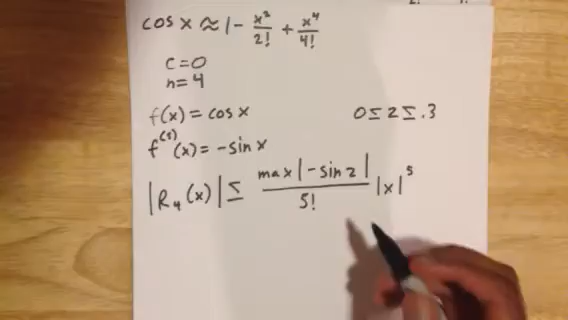 cos x ≈ 1 - x²/2! + x⁴/4!
c = 0
n = 4
f(x) = cos x
0 ≤ z ≤ .3
f⁽⁵⁾(x) = -sin x
|R₄(x)| ≤ max|-sin z|/5! |x|⁵